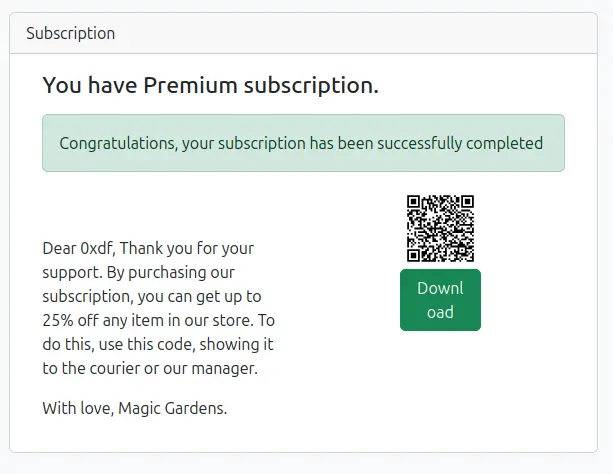 Subscription
You have Premium subscription.
Congratulations, your subscription has been successfully completed
Dear 0xdf, Thank you for your
support. By purchasing our
subscription, you can get up to
25% off any item in our store. To
do this, use this code, showing it
to the courier or our manager.
With love, Magic Gardens.
Downl
oad